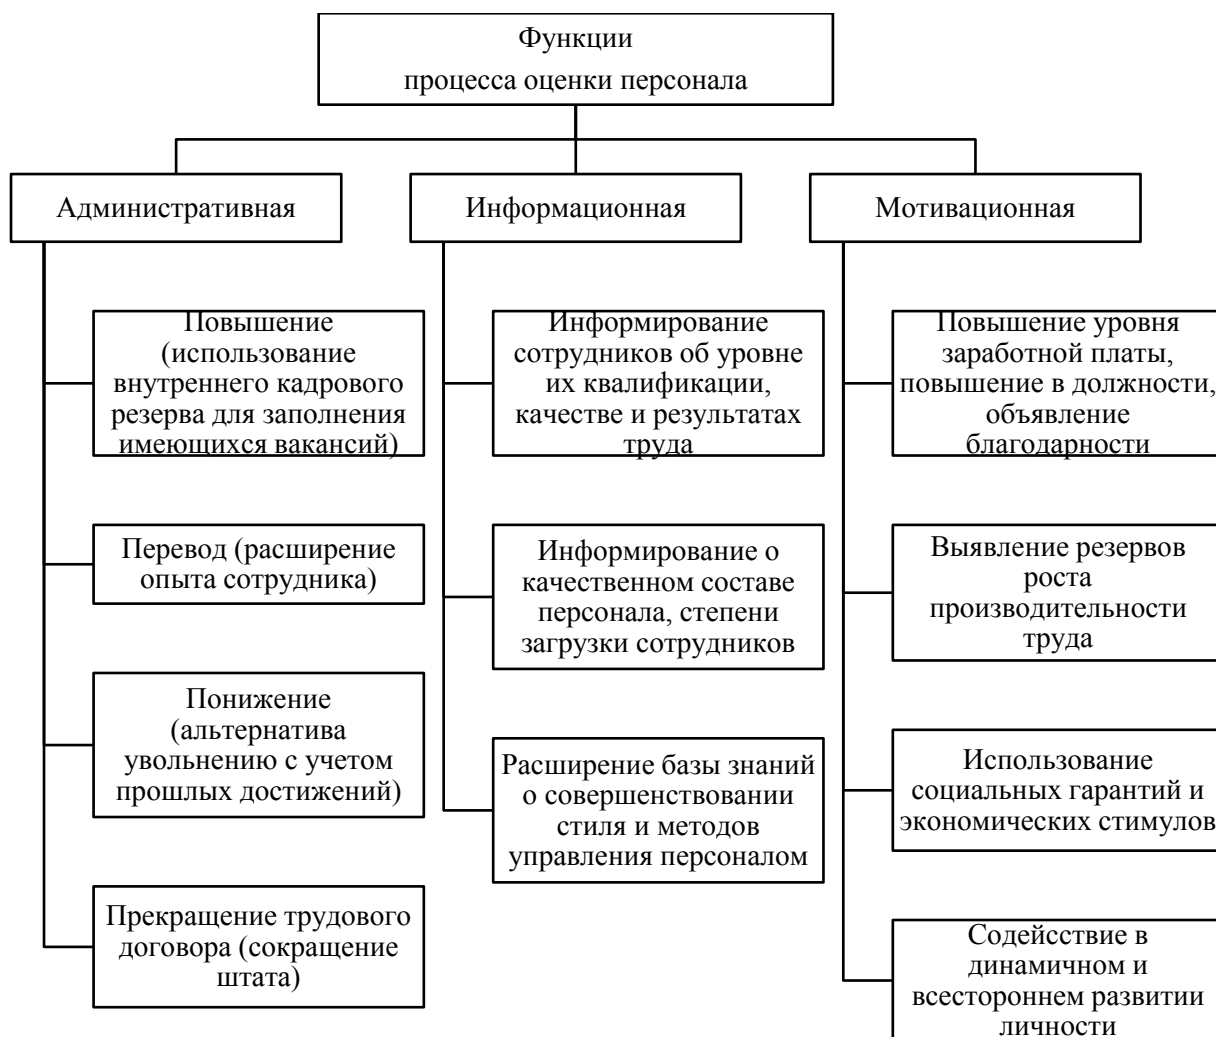 Функции
процесса оценки персонала
Административная
Информационная
Мотивационная
Повышение
(использование
внутреннего кадрового
резерва для заполнения
имеющихся вакансий)
Перевод (расширение
опыта сотрудника)
Понижение
(альтернатива
увольнению с учетом
прошлых достижений)
Прекращение трудового
договора (сокращение
штата)
Информирование
сотрудников об уровне
их квалификации,
качестве и результатах
труда
Информирование о
качественном составе
персонала, степени
загрузки сотрудников
Расширение базы знаний
о совершенствовании
стиля и методов
управления персоналом
Повышение уровня
заработной платы,
повышение в должности,
объявление
благодарности
Выявление резервов
роста
производительности
труда
Использование
социальных гарантий и
экономических стимулов
Содейсствие в
динамичном и
всестороннем развитии
личности